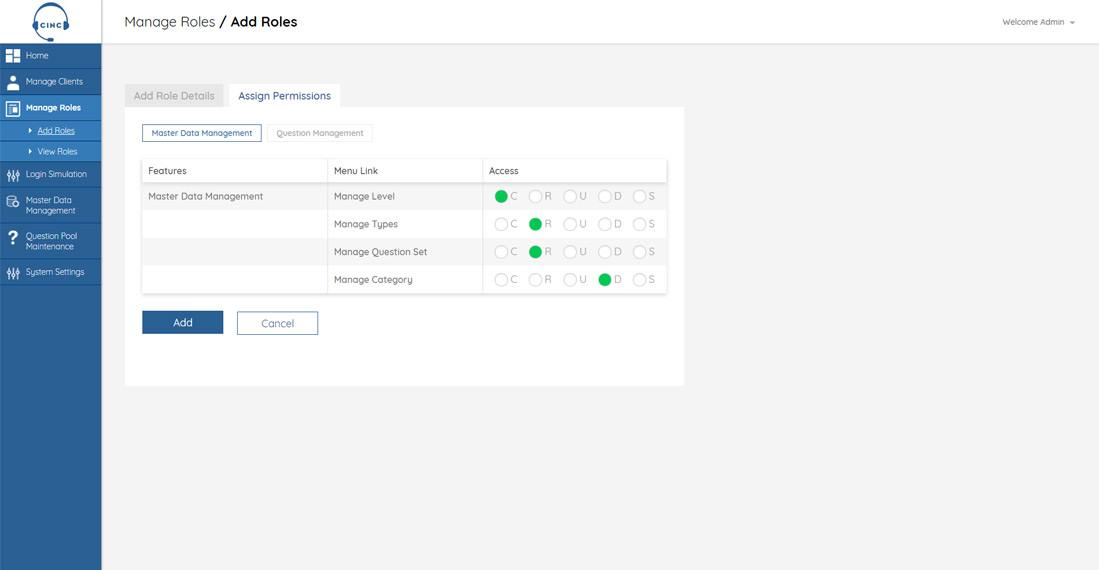 CINC
Manage Roles / Add Roles
Welcome Admin
Home
Manage Clients
Manage Roles
Add Roles
View Roles
Login Simulation
Master Data
Management
Question Pool
Maintenance
System Settings
Add Role Details
Assign Permissions
Master Data Management
Question Management
Features Menu Link Access
Master Data Management Manage Level C R U D S
Manage Types C R U D S
Manage Question Set C R U D S
Manage Category C R U D S
Add
Cancel